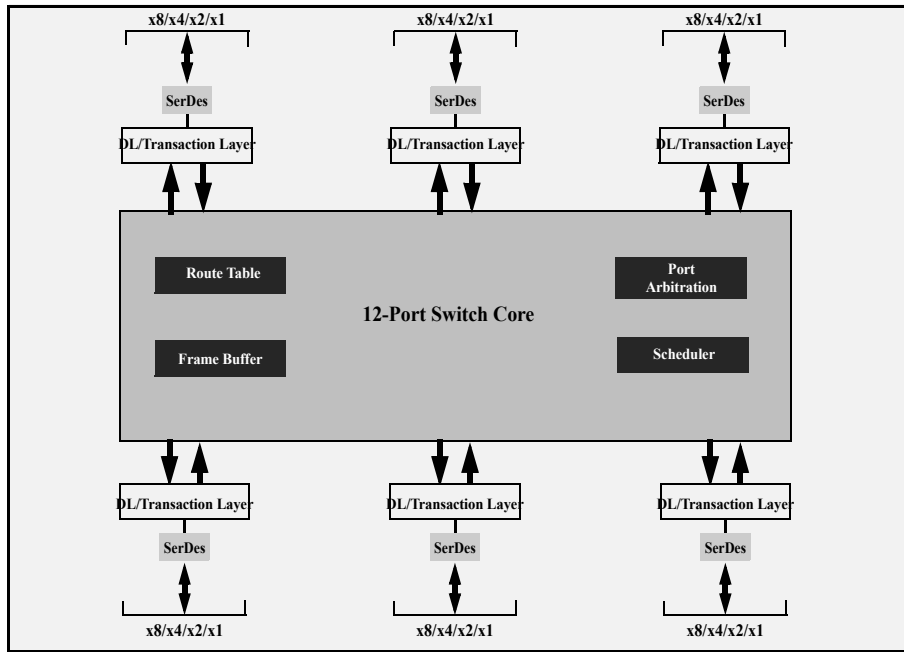 x8/x4/x2/x1 x8/x4/x2/x1 x8/x4/x2/x1
SerDes SerDes SerDes
DL/Transaction Layer DL/Transaction Layer DL/Transaction Layer
Route Table
Port
Arbitration
12-Port Switch Core
Frame Buffer
Scheduler
DL/Transaction Layer DL/Transaction Layer DL/Transaction Layer
SerDes SerDes SerDes
x8/x4/x2/x1 x8/x4/x2/x1 x8/x4/x2/x1